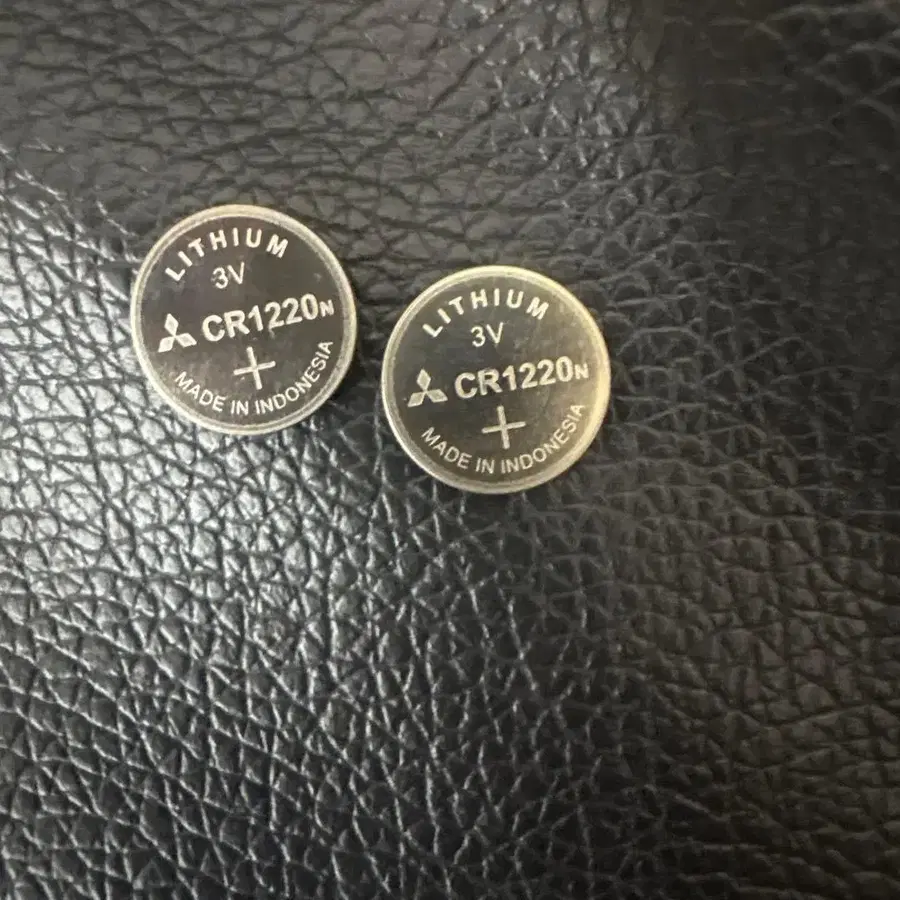 LITHIUM
3V
CR1220N
+
MADE IN INDONESIA
LITHIUM
3V
CR1220N
+
MADE IN INDONESIA